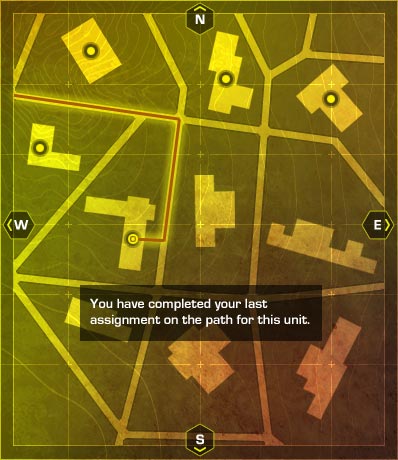 N
W
E
You have completed your last
assignment on the path for this unit.
S